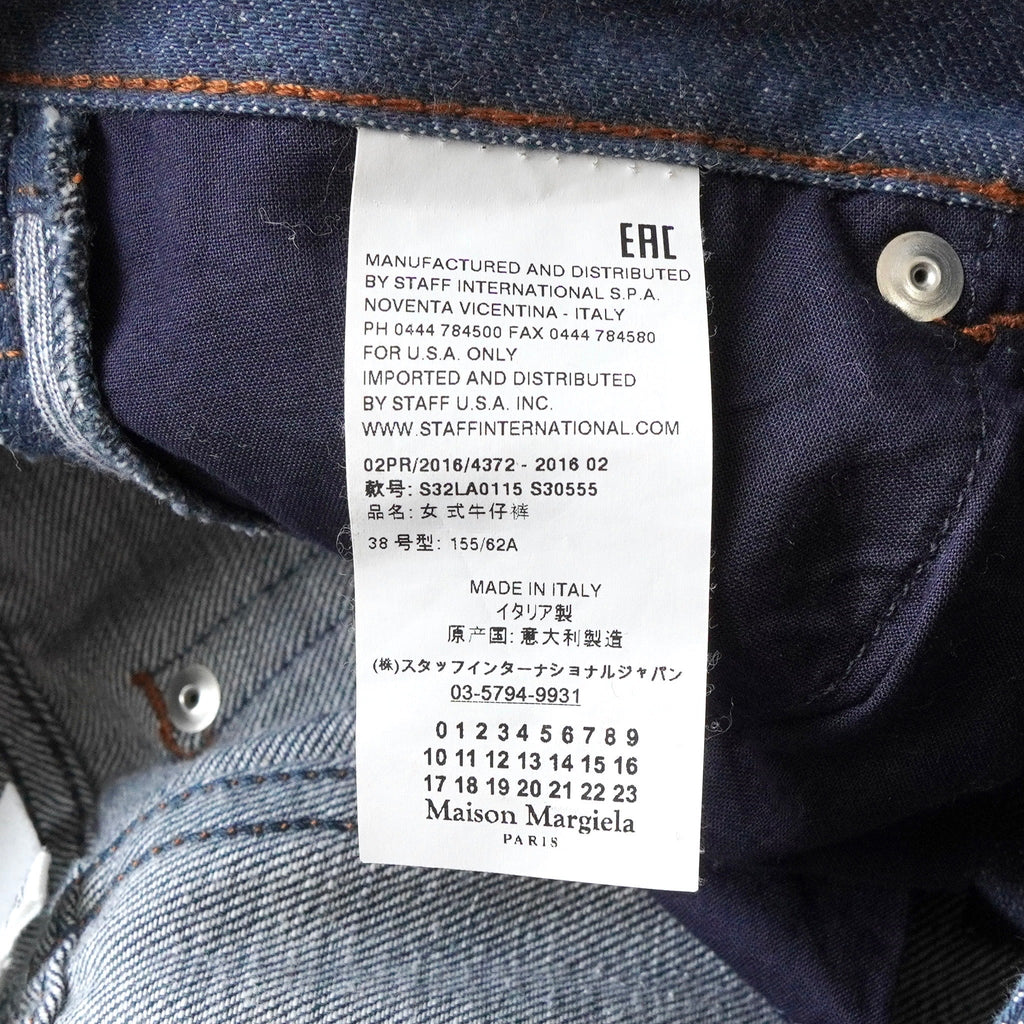 EAC
MANUFACTURED AND DISTRIBUTED
BY STAFF INTERNATIONAL S.P.A.
NOVENTA VICENTINA - ITALY
PH 0444 784500 FAX 0444 784580
FOR U.S.A. ONLY
IMPORTED AND DISTRIBUTED
BY STAFF U.S.A. INC.
WWW.STAFFINTERNATIONAL.COM
02PR/2016/4372 - 2016 02
款号: S32LA0115 S30555
品名: 女 式牛仔裤
38 号型: 155/62A
MADE IN ITALY
イタリア製
原产国: 意大利製造
(株)スタッフインターナショナルジャパン
03-5794-9931
0 1 2 3 4 5 6 7 8 9
10 11 12 13 14 15 16
17 18 19 20 21 22 23
Maison Margiela
PARIS